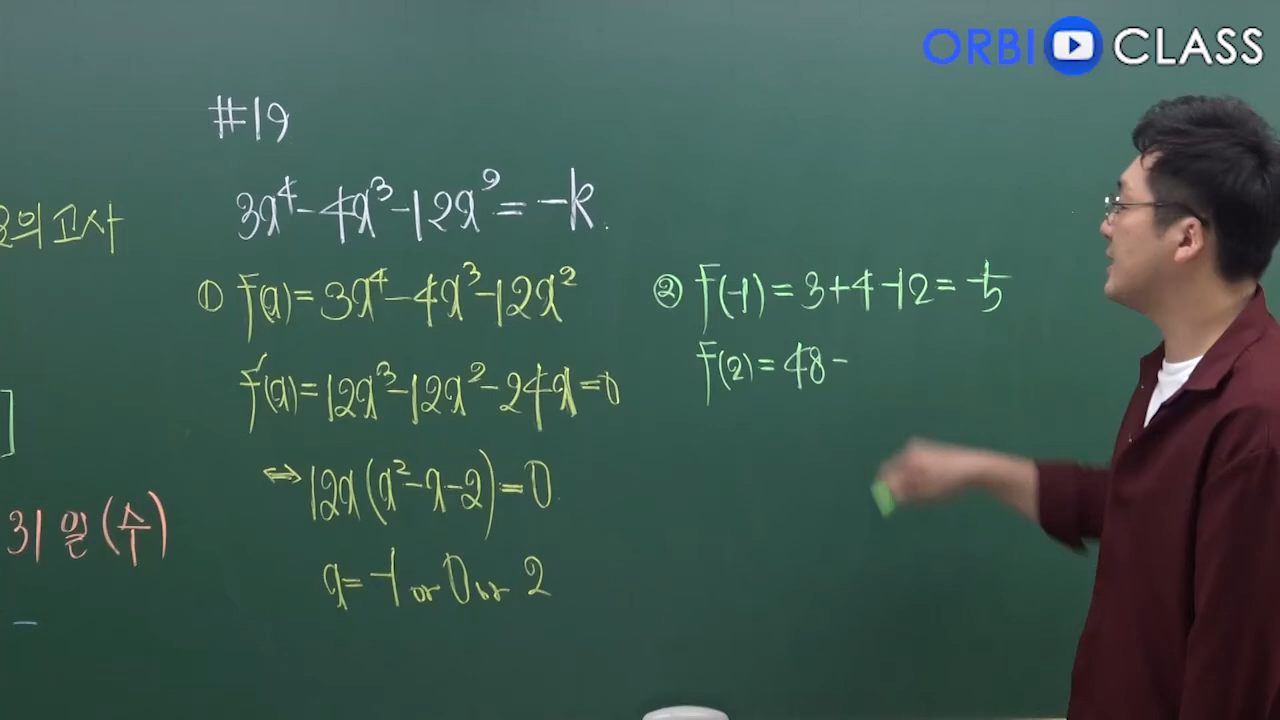 ORBI CLASS
#19
3x⁴-4x³-12x²=-k.
① f(x)=3x⁴-4x³-12x²
f'(x)=12x³-12x²-24x=0
⇔ 12x(x²-x-2)=0
x=-1 or 0 or 2
② f(-1)=3+4-12=-5
f(2)=48-
의고사
]
31일(수)